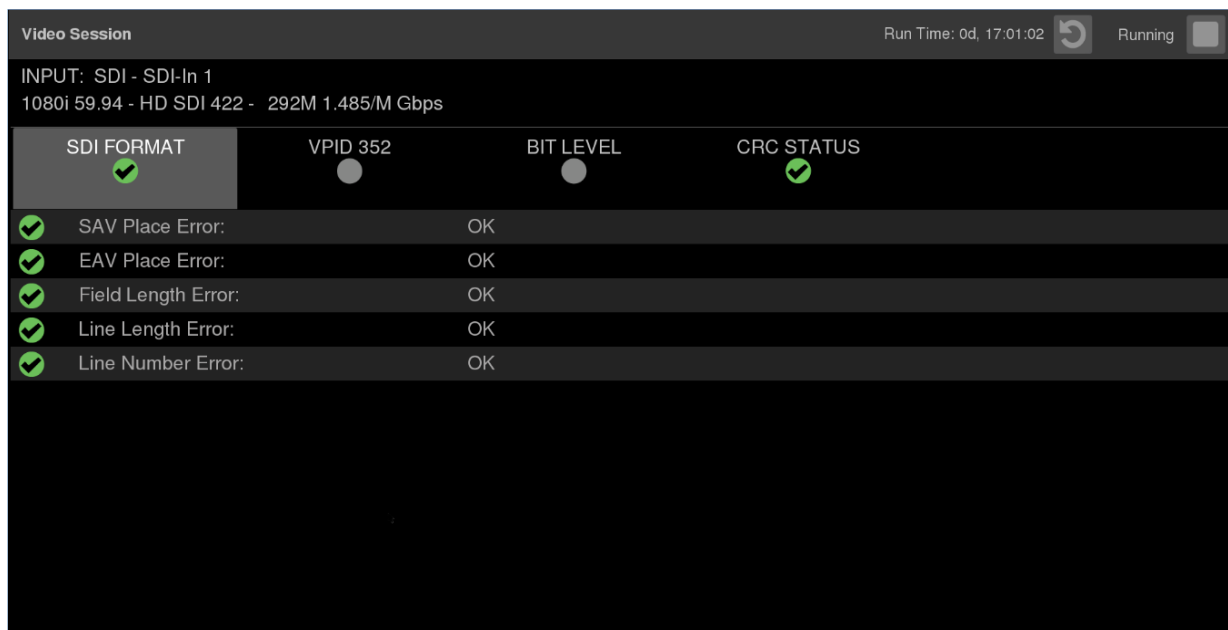 Video Session Run Time: 0d, 17:01:02 Running
INPUT: SDI - SDI-In 1
1080i 59.94 - HD SDI 422 - 292M 1.485/M Gbps
SDI FORMAT VPID 352 BIT LEVEL CRC STATUS
SAV Place Error: OK
EAV Place Error: OK
Field Length Error: OK
Line Length Error: OK
Line Number Error: OK